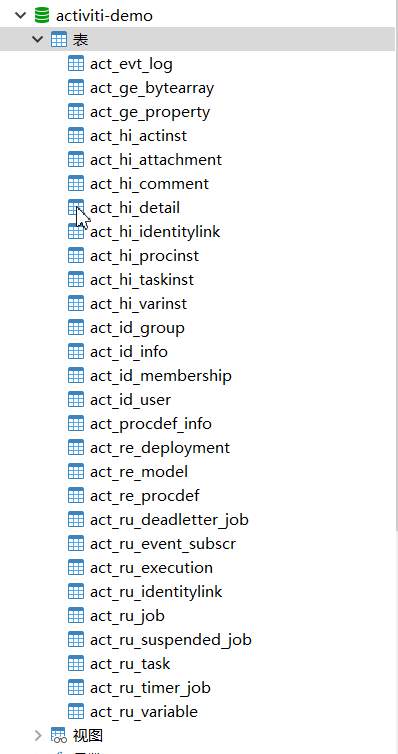 activiti-demo
表
act_evt_log
act_ge_bytearray
act_ge_property
act_hi_actinst
act_hi_attachment
act_hi_comment
act_hi_detail
act_hi_identitylink
act_hi_procinst
act_hi_taskinst
act_hi_varinst
act_id_group
act_id_info
act_id_membership
act_id_user
act_procdef_info
act_re_deployment
act_re_model
act_re_procdef
act_ru_deadletter_job
act_ru_event_subscr
act_ru_execution
act_ru_identitylink
act_ru_job
act_ru_suspended_job
act_ru_task
act_ru_timer_job
act_ru_variable
视图